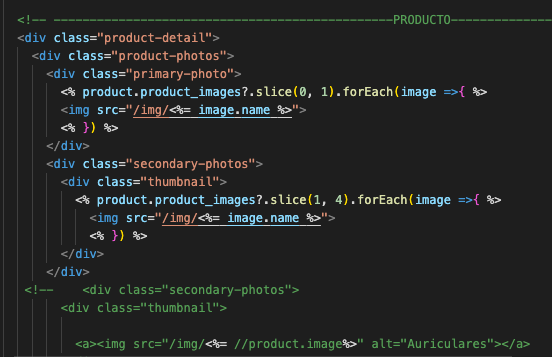 <!-- -----------------------------------------------PRODUCTO--------------
<div class="product-detail">
<div class="product-photos">
<div class="primary-photo">
<% product.product_images?.slice(0, 1).forEach(image =>{ %>
<img src="/img/<%= image.name %>">
<% }) %>
</div>
<div class="secondary-photos">
<div class="thumbnail">
<% product.product_images?.slice(1, 4).forEach(image =>{ %>
<img src="/img/<%= image.name %>">
<% }) %>
</div>
</div>
<!--    <div class="secondary-photos">
<div class="thumbnail">
<a><img src="/img/<%= //product.image%>" alt="Auriculares"></a>